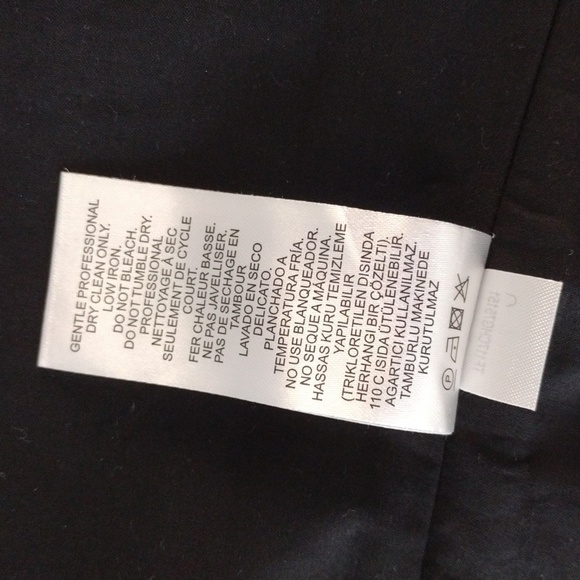 GENTLE PROFESSIONAL
DRY CLEAN ONLY.
LOW IRON.
DO NOT BLEACH.
DO NOT TUMBLE DRY.
PROFESSIONAL
NETTOYAGE À SEC
SEULEMENT DE CYCLE
COURT.
FER CHALEUR BASSE.
NE PAS JAVELLISER.
PAS DE SECHAGE EN
TAMBOUR
LAVADO EN SECO
DELICATO.
PLANCHADO A
TEMPERATURA FRÍA.
NO USE BLANQUEADOR.
NO SEQUE A MÁQUINA.
HASSAS KURU TEMIZLEME
YAPILABILIR
(TRIKLORETILEN DISINDA
HERHANGI BIR ÇÖZELTI).
110 C ISIDA ÜTÜLENEBILIR.
AGARTICI KULLANILMAZ.
TAMBURLU MAKINEDE
KURUTULMAZ
P